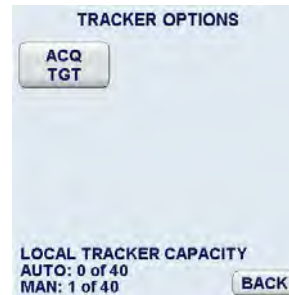 TRACKER OPTIONS
ACQ
TGT
LOCAL TRACKER CAPACITY
AUTO: 0 of 40
MAN: 1 of 40
BACK